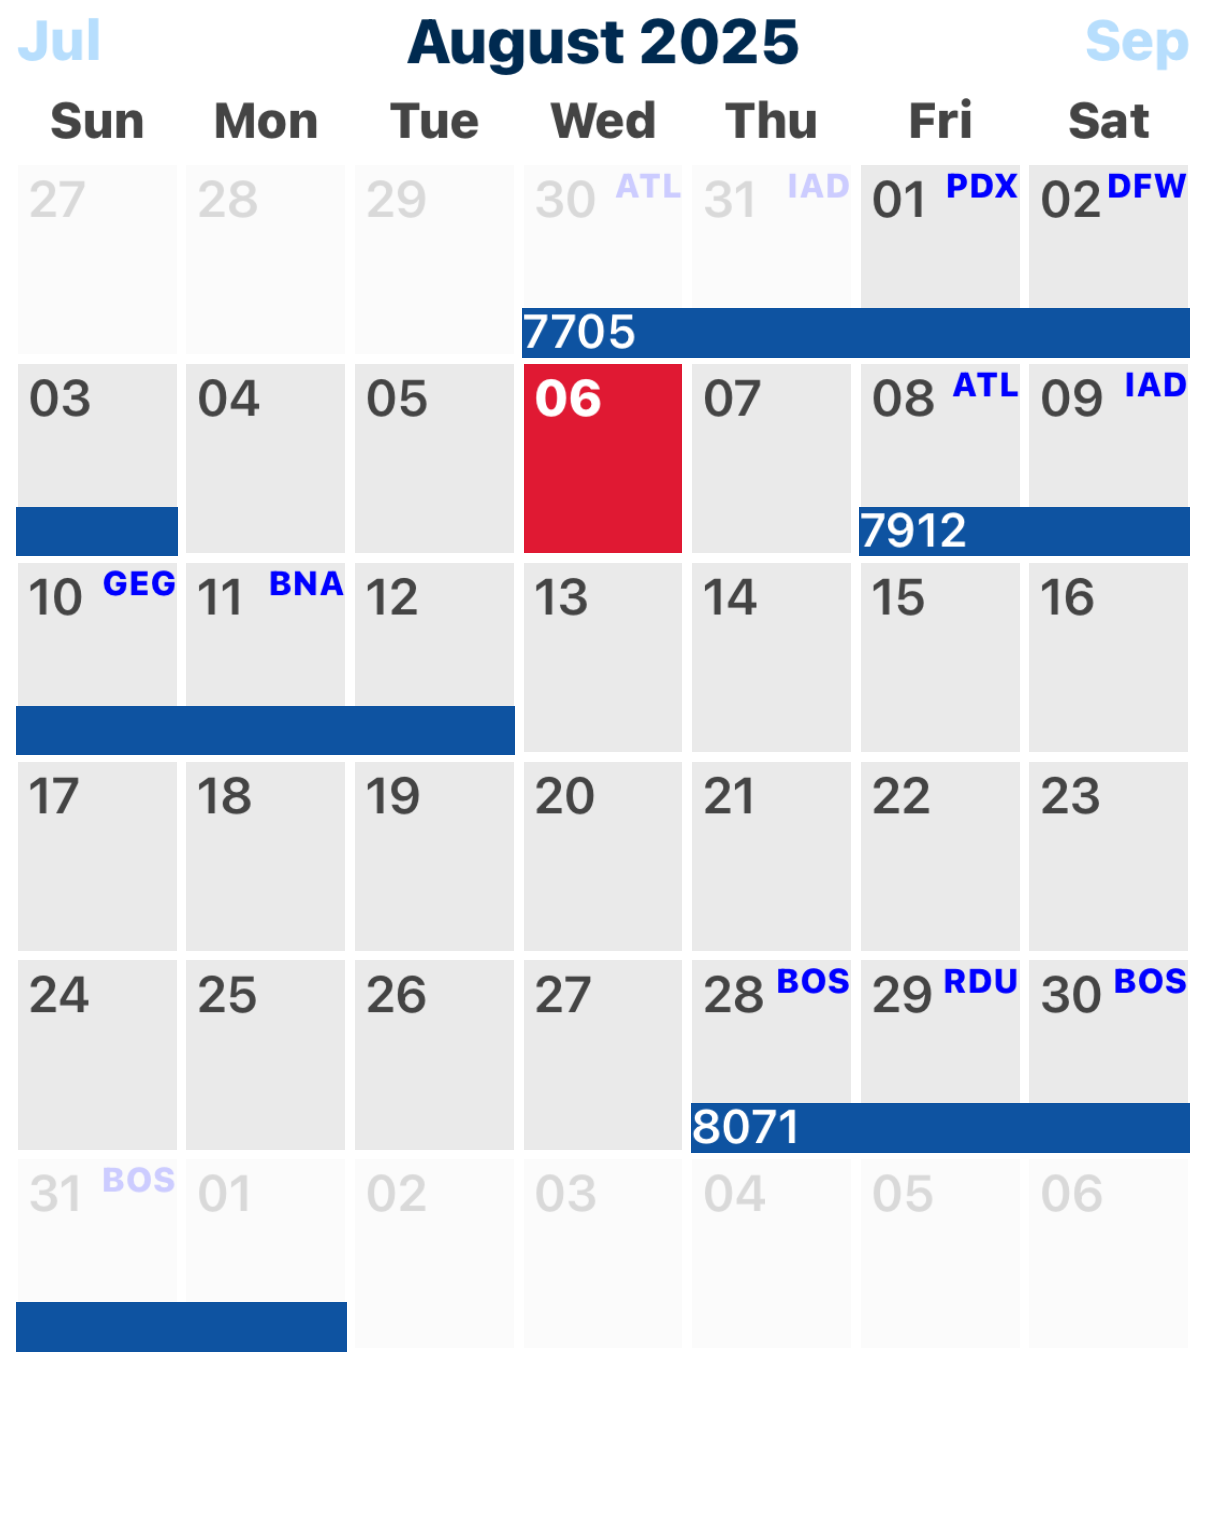 Jul August 2025 Sep
Sun Mon Tue Wed Thu Fri Sat
27 28 29 30 ATL 31 IAD 01 PDX 02 DFW
7705
03 04 05 06 07 08 ATL 09 IAD
7912
10 GEG 11 BNA 12 13 14 15 16
17 18 19 20 21 22 23
24 25 26 27 28 BOS 29 RDU 30 BOS
8071
31 BOS 01 02 03 04 05 06